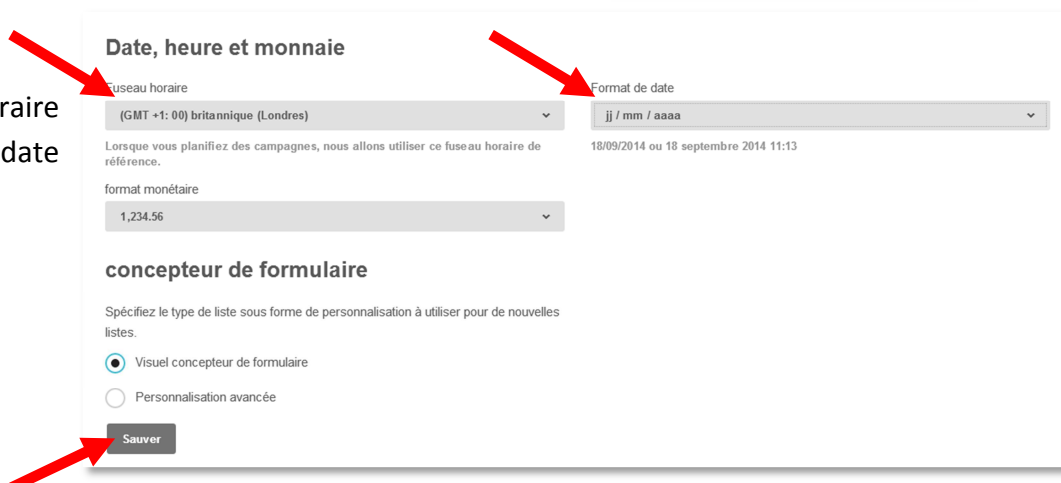 Date, heure et monnaie
Fuseau horaire
(GMT +1: 00) britannique (Londres)
Lorsque vous planifiez des campagnes, nous allons utiliser ce fuseau horaire de
référence.
Format de date
jj / mm / aaaa
18/09/2014 ou 18 septembre 2014 11:13
raire
date
format monétaire
1,234.56
concepteur de formulaire
Spécifiez le type de liste sous forme de personnalisation à utiliser pour de nouvelles
listes.
Visuel concepteur de formulaire
Personnalisation avancée
Sauver